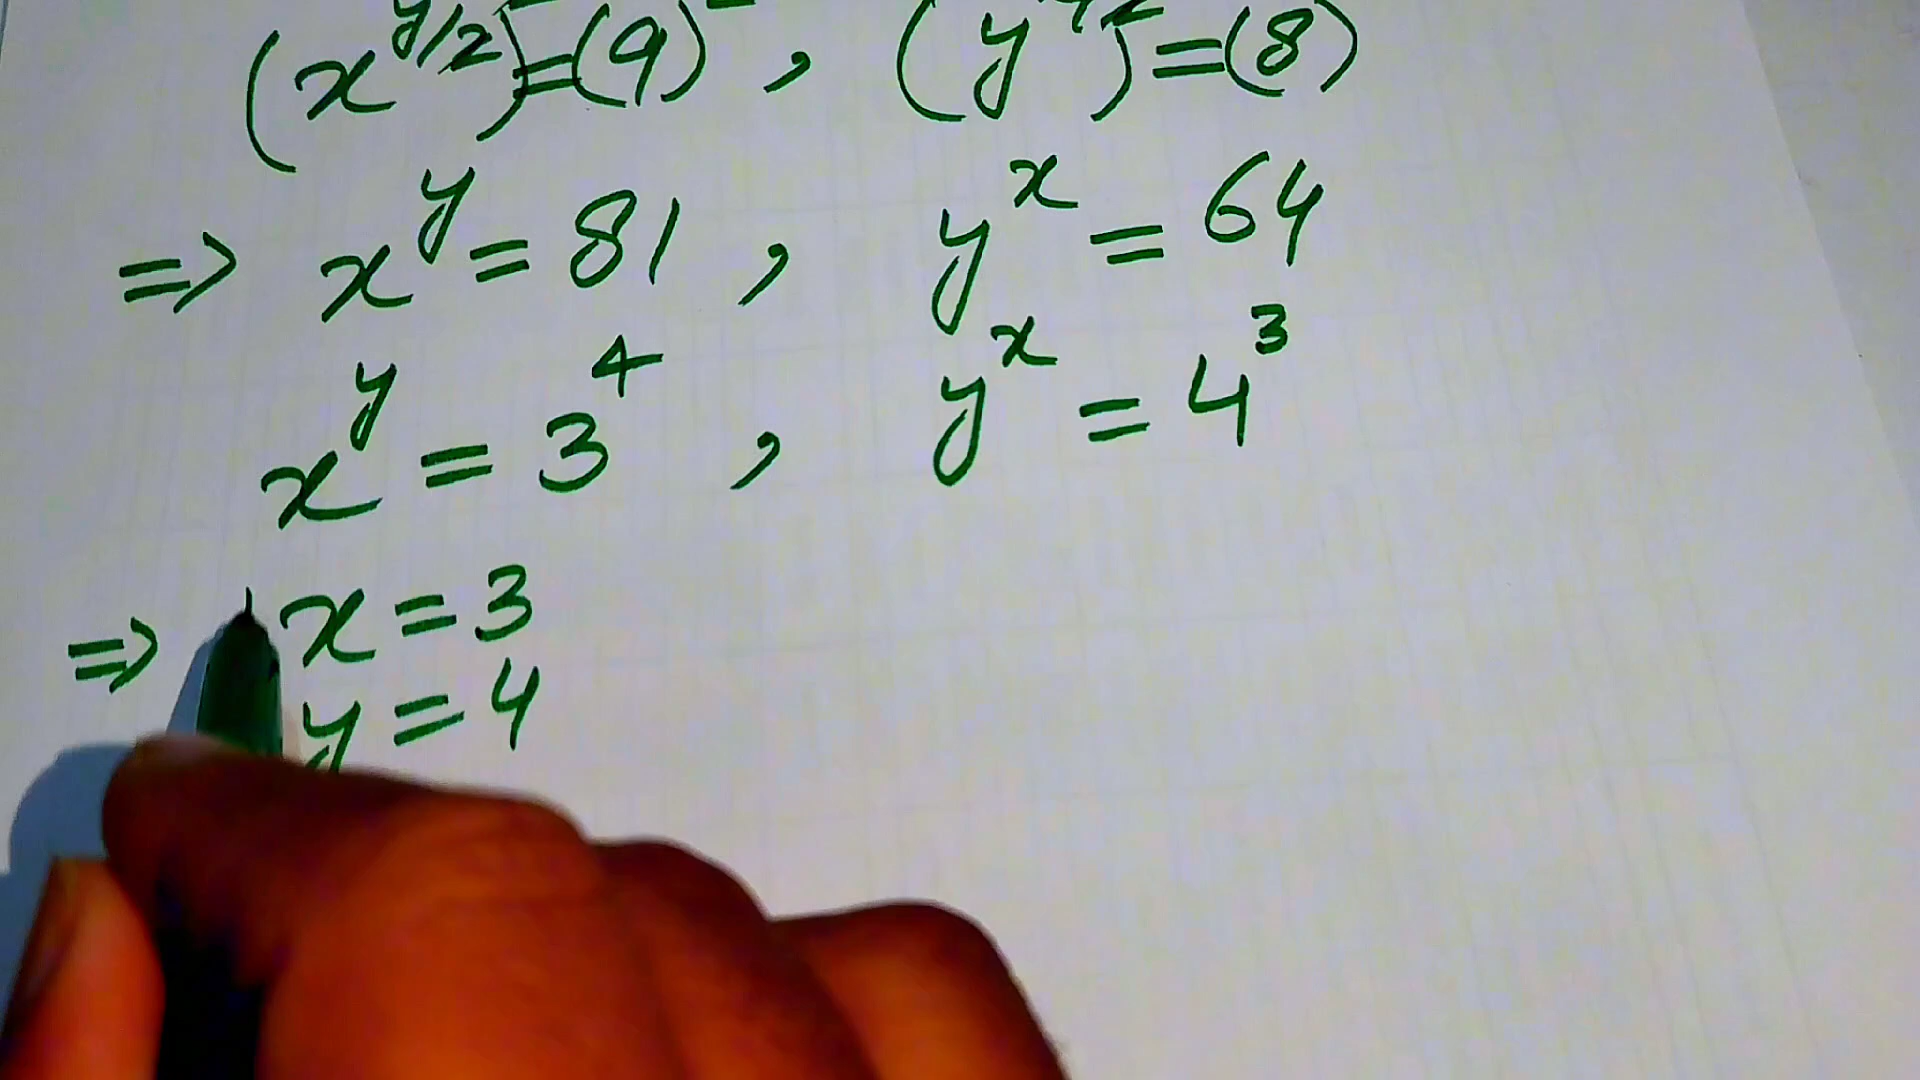 (x^{y/2})=(9) , (y )=(8)
⇒ x^y = 81 , y^x = 64
x^y = 3^4 , y^x = 4^3
⇒ x = 3
y = 4